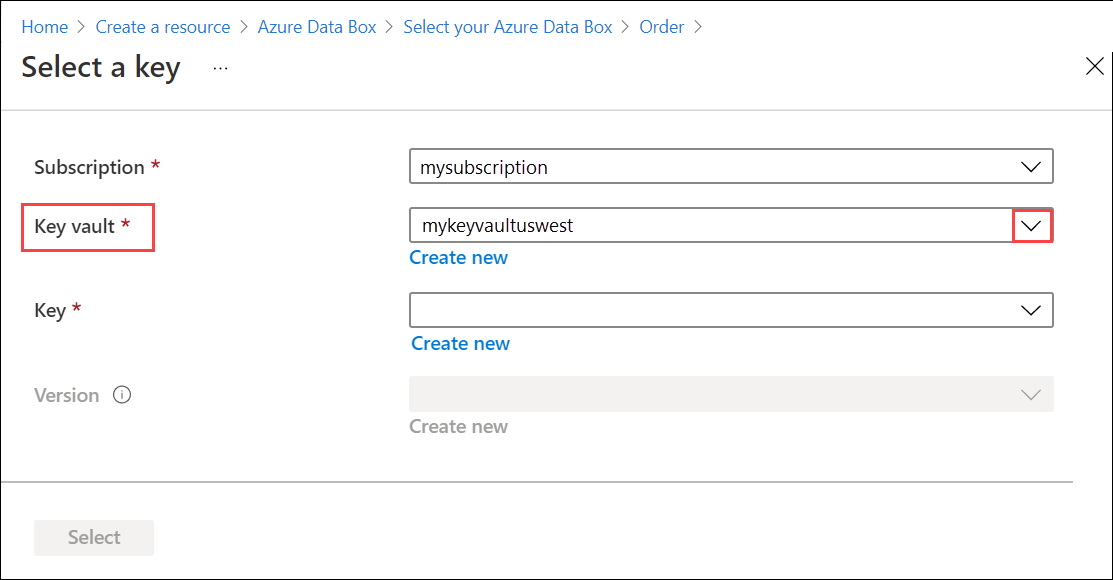 Home > Create a resource > Azure Data Box > Select your Azure Data Box > Order >
Select a key ...
Subscription * mysubscription
Key vault * mykeyvaultuswest
Create new
Key *
Create new
Version
Create new
Select